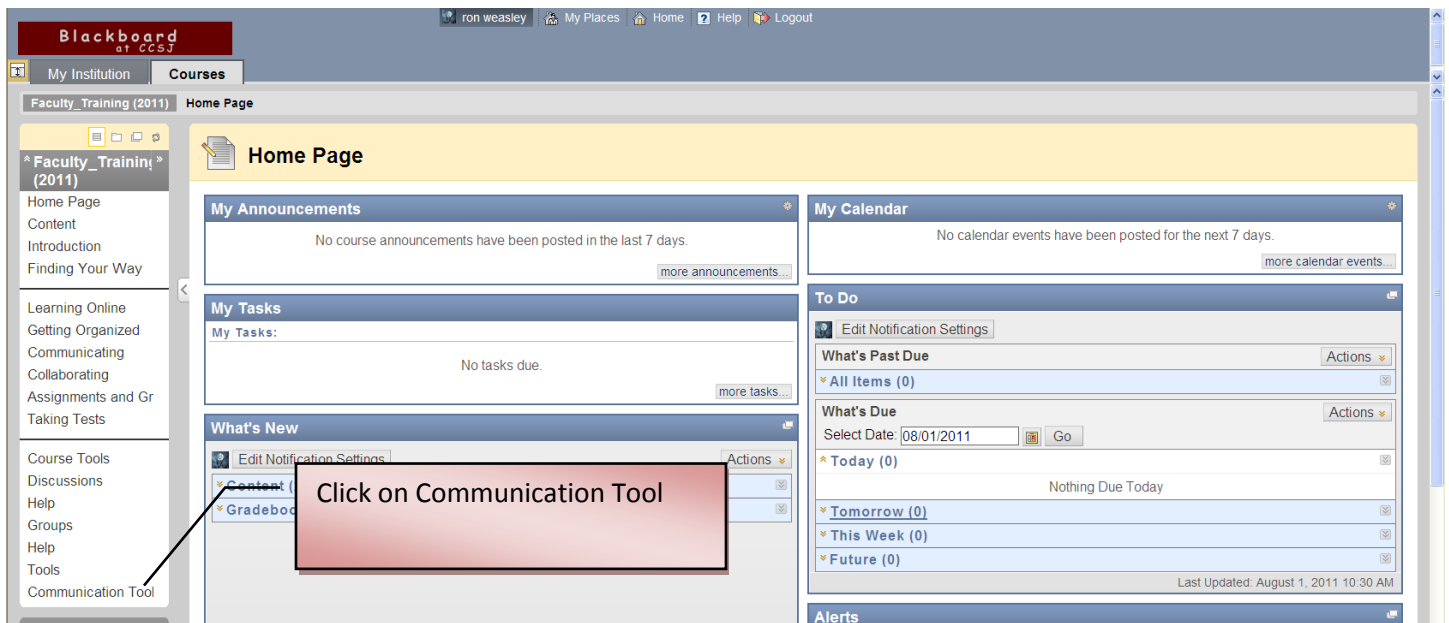 ron weasley My Places Home ? Help Logout
Blackboard
at CCSJ
My Institution Courses
Faculty_Training (2011) Home Page
Faculty_Training
(2011)
Home Page
Content
Introduction
Finding Your Way
Learning Online
Getting Organized
Communicating
Collaborating
Assignments and Gr
Taking Tests
Course Tools
Discussions
Help
Groups
Help
Tools
Communication Tool
Home Page
My Announcements
No course announcements have been posted in the last 7 days.
more announcements...
My Tasks
My Tasks:
No tasks due.
more tasks...
What's New
Edit Notification Settings Actions
Content (
Gradeboo
Click on Communication Tool
My Calendar
No calendar events have been posted for the next 7 days.
more calendar events...
To Do
Edit Notification Settings
What's Past Due Actions
All Items (0)
What's Due Actions
Select Date: 08/01/2011 Go
Today (0)
Nothing Due Today
Tomorrow (0)
This Week (0)
Future (0)
Last Updated: August 1, 2011 10:30 AM
Alerts